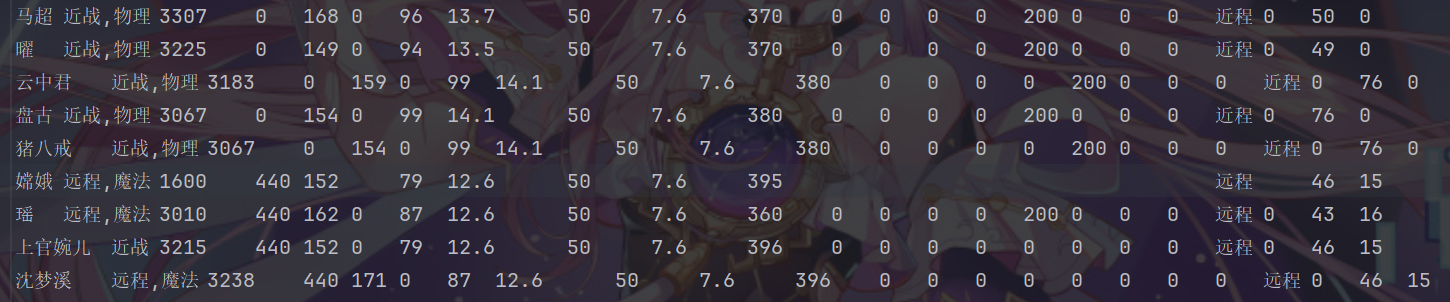 马超 近战,物理 3307 0 168 0 96 13.7 50 7.6 370 0 0 0 0 200 0 0 0 近程 0 50 0
曜 近战,物理 3225 0 149 0 94 13.5 50 7.6 370 0 0 0 0 200 0 0 0 近程 0 49 0
云中君 近战,物理 3183 0 159 0 99 14.1 50 7.6 380 0 0 0 0 200 0 0 0 近程 0 76 0
盘古 近战,物理 3067 0 154 0 99 14.1 50 7.6 380 0 0 0 0 200 0 0 0 近程 0 76 0
猪八戒 近战,物理 3067 0 154 0 99 14.1 50 7.6 380 0 0 0 0 200 0 0 0 近程 0 76 0
嫦娥 远程,魔法 1600 440 152 79 12.6 50 7.6 395 远程 46 15
瑶 远程,魔法 3010 440 162 0 87 12.6 50 7.6 360 0 0 0 0 200 0 0 0 远程 0 43 16
上官婉儿 近战 3215 440 152 0 79 12.6 50 7.6 396 0 0 0 0 0 0 0 0 远程 0 46 15
沈梦溪 远程,魔法 3238 440 171 0 87 12.6 50 7.6 396 0 0 0 0 0 0 0 0 远程 0 46 15